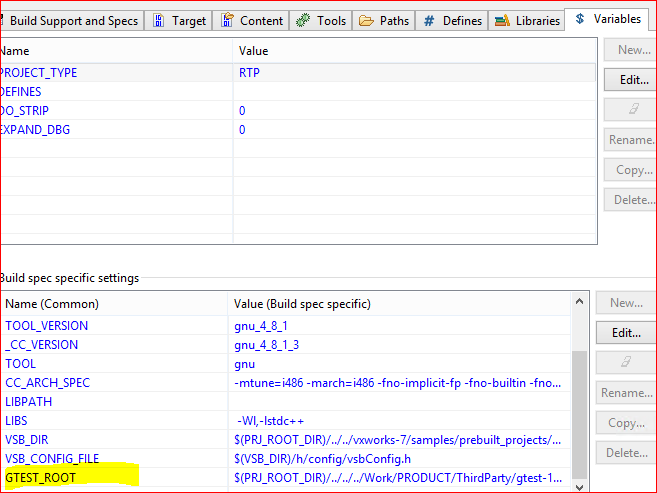 Build Support and Specs Target Content Tools Paths # Defines Libraries $ Variables
Name Value
PROJECT_TYPE RTP
DEFINES
DO_STRIP 0
EXPAND_DBG 0
New...
Edit...
Rename...
Copy...
Delete...
Build spec specific settings
Name (Common) Value (Build spec specific)
TOOL_VERSION gnu_4_8_1
_CC_VERSION gnu_4_8_1_3
TOOL gnu
CC_ARCH_SPEC -mtune=i486 -march=i486 -fno-implicit-fp -fno-builtin -fno...
LIBPATH
LIBS -Wl,-lstdc++
VSB_DIR $(PRJ_ROOT_DIR)/../../vxworks-7/samples/prebuilt_projects/...
VSB_CONFIG_FILE $(VSB_DIR)/h/config/vsbConfig.h
GTEST_ROOT $(PRJ_ROOT_DIR)/../../../Work/PRODUCT/ThirdParty/gtest-1...
New...
Edit...
Rename...
Copy...
Delete...